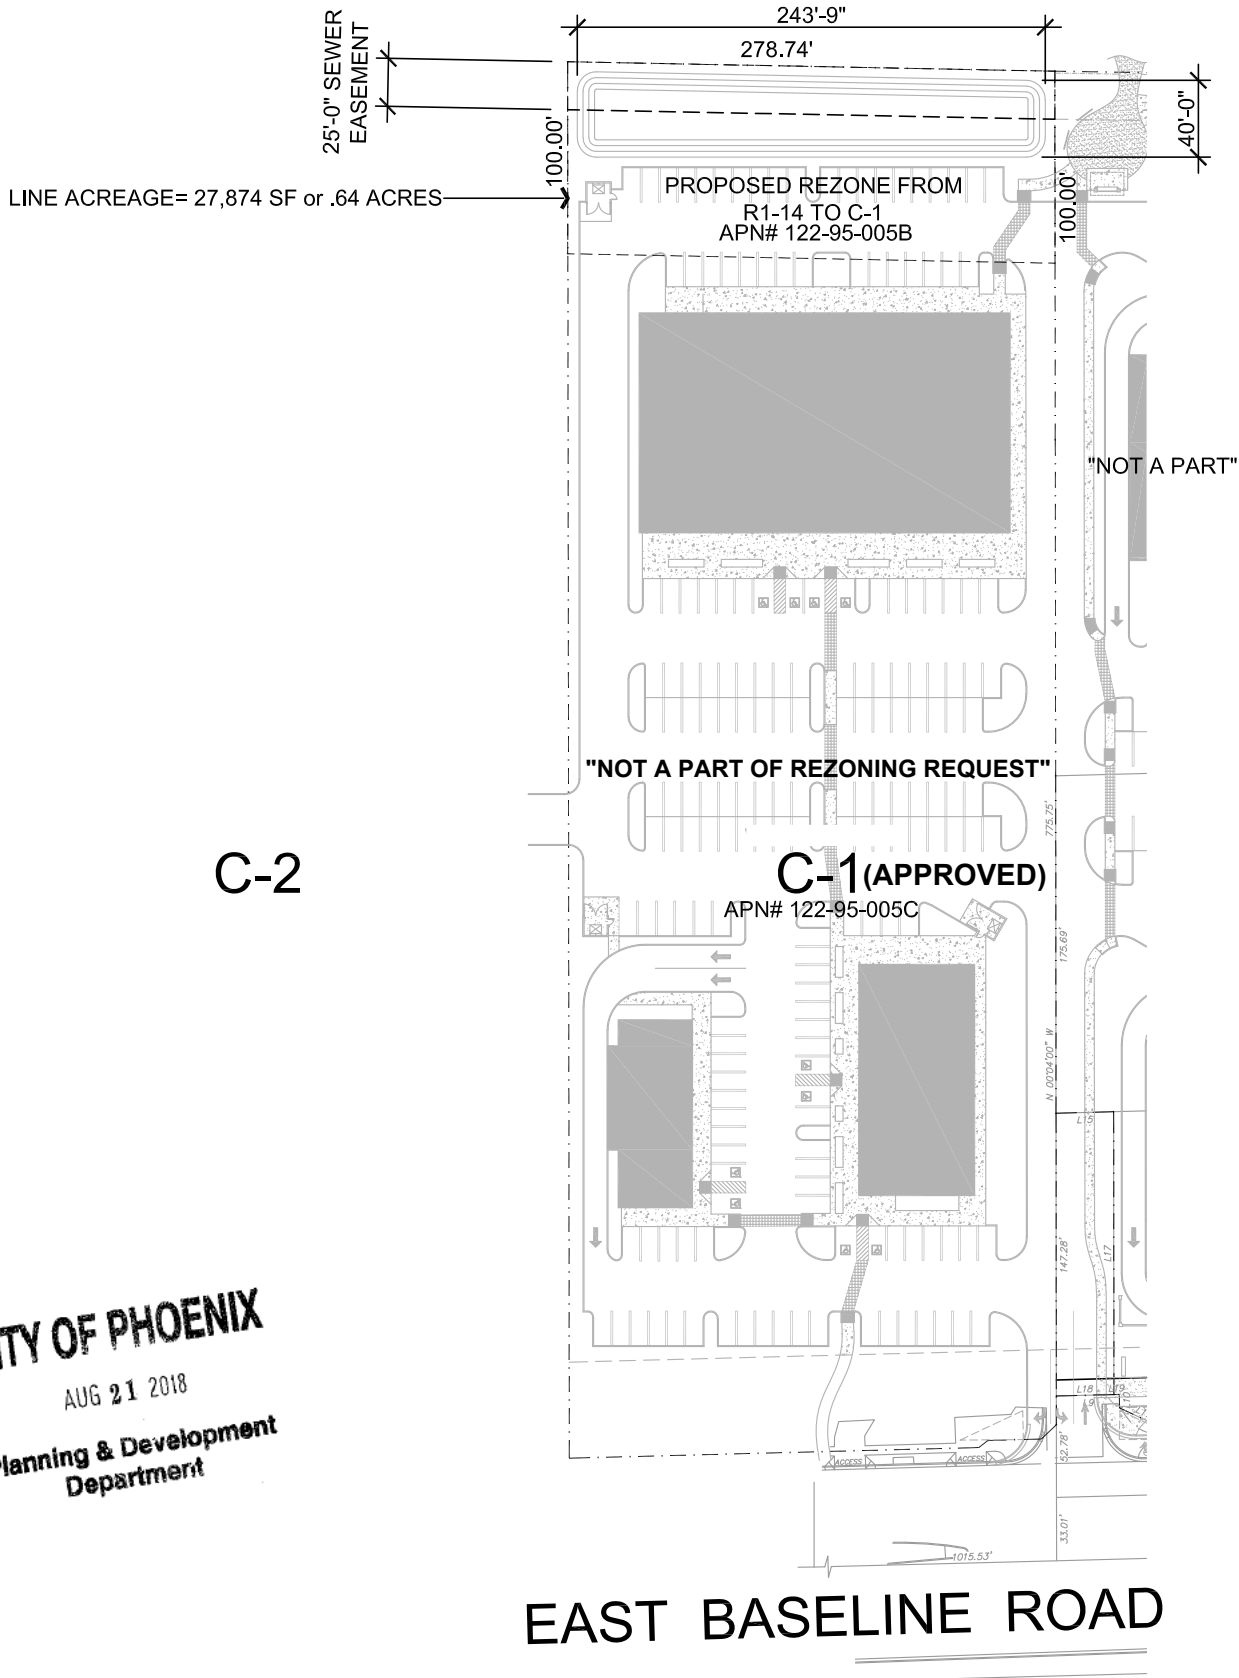 243'-9"
278.74'
25'-0" SEWER
EASEMENT
100.00'
40'-0"
LINE ACREAGE= 27,874 SF or .64 ACRES
PROPOSED REZONE FROM
R1-14 TO C-1
APN# 122-95-005B
100.00'
"NOT A PART"
"NOT A PART OF REZONING REQUEST"
775.75'
C-2
C-1 (APPROVED)
APN# 122-95-005C
175.69'
N 00°04'00" W
L15
L17
147.28'
ITY OF PHOENIX
AUG 21 2018
lanning & Development
Department
L18
L19
52.78'
ACCESS
ACCESS
33.01'
1015.53'
EAST BASELINE ROAD